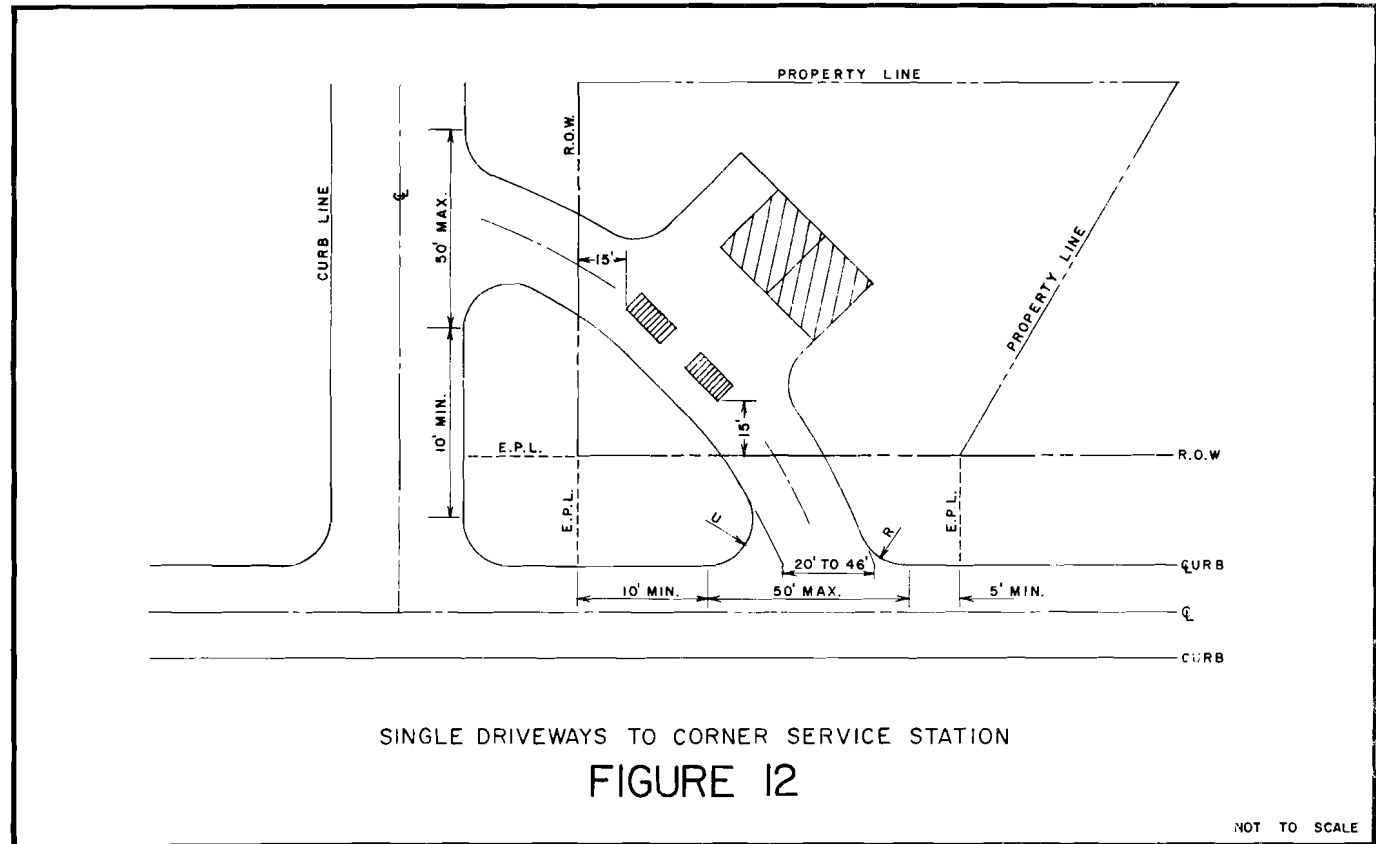 PROPERTY LINE
R.O.W.
CURB LINE
℄
50' MAX.
15'
PROPERTY LINE
10' MIN.
15'
E.P.L.
R.O.W
E.P.L.
E.P.L.
U
R
20' TO 46'
℄URB
10' MIN.
50' MAX.
5' MIN.
℄
CURB
SINGLE DRIVEWAYS TO CORNER SERVICE STATION
FIGURE 12
NOT TO SCALE